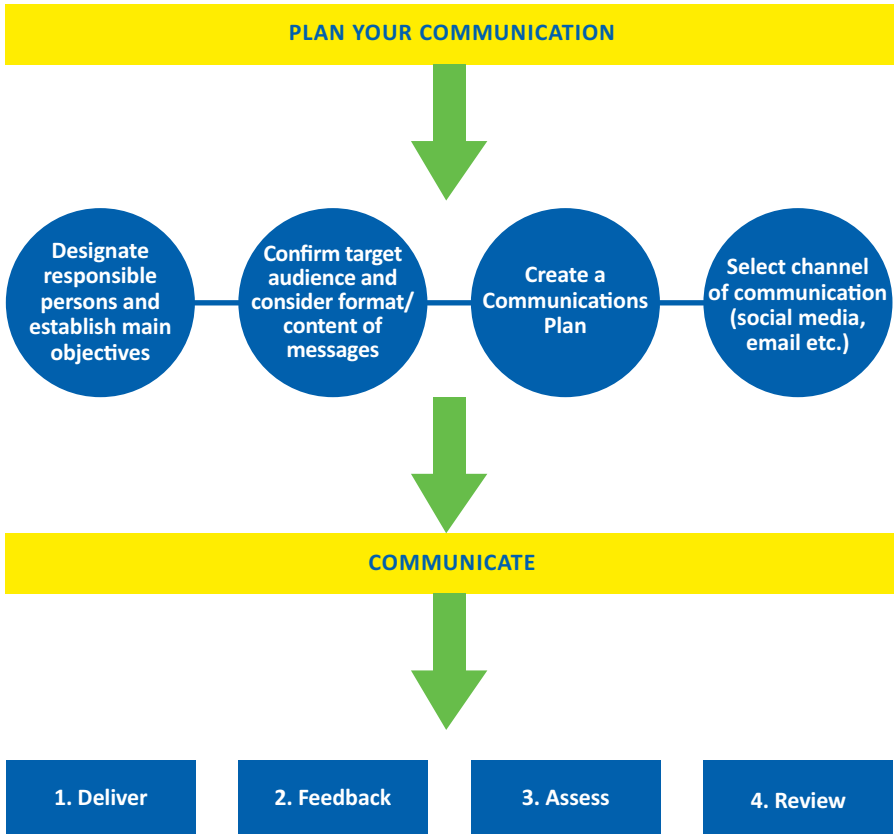 PLAN YOUR COMMUNICATION
Designate
responsible
persons and
establish main
objectives
Confirm target
audience and
consider format/
content of
messages
Create a
Communications
Plan
Select channel
of communication
(social media,
email etc.)
COMMUNICATE
1. Deliver
2. Feedback
3. Assess
4. Review